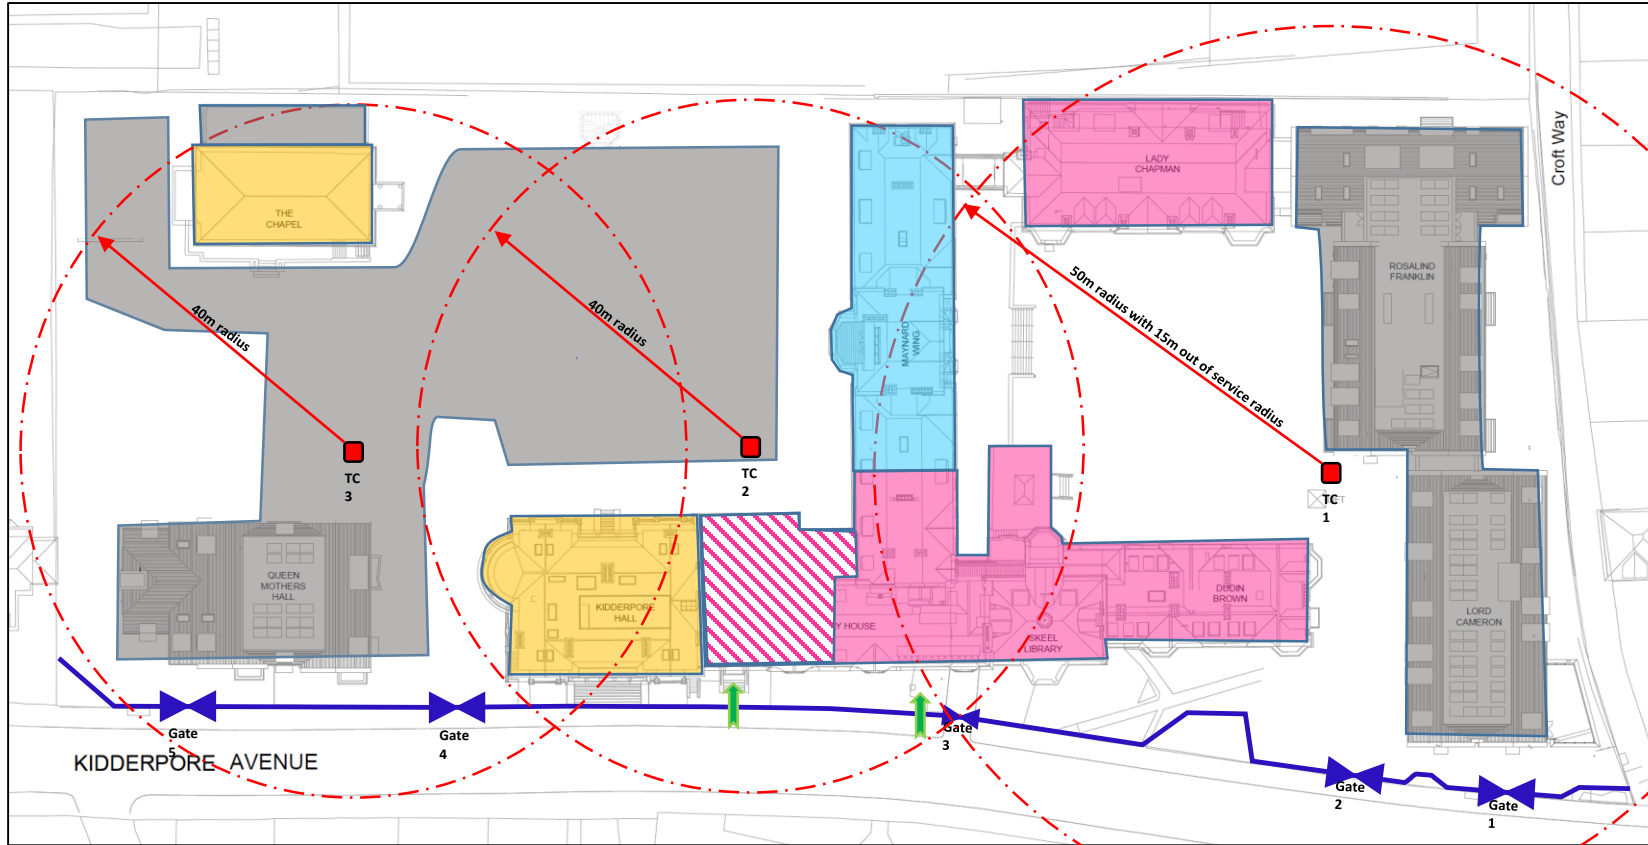 LADY
CHAPMAN
Croft Way
THE
CHAPEL
ROSALIND
FRANKLIN
50m radius with 15m out of service radius
40m radius
40m radius
MAYNARD
WING
TC
3
TC
2
TC
1
QUEEN
MOTHERS
HALL
KIDDERPORE
HALL
Y HOUSE
SKEEL
LIBRARY
DUDIN
BROWN
LORD
CAMERON
Gate
5
Gate
4
Gate
3
Gate
2
Gate
1
KIDDERPORE AVENUE